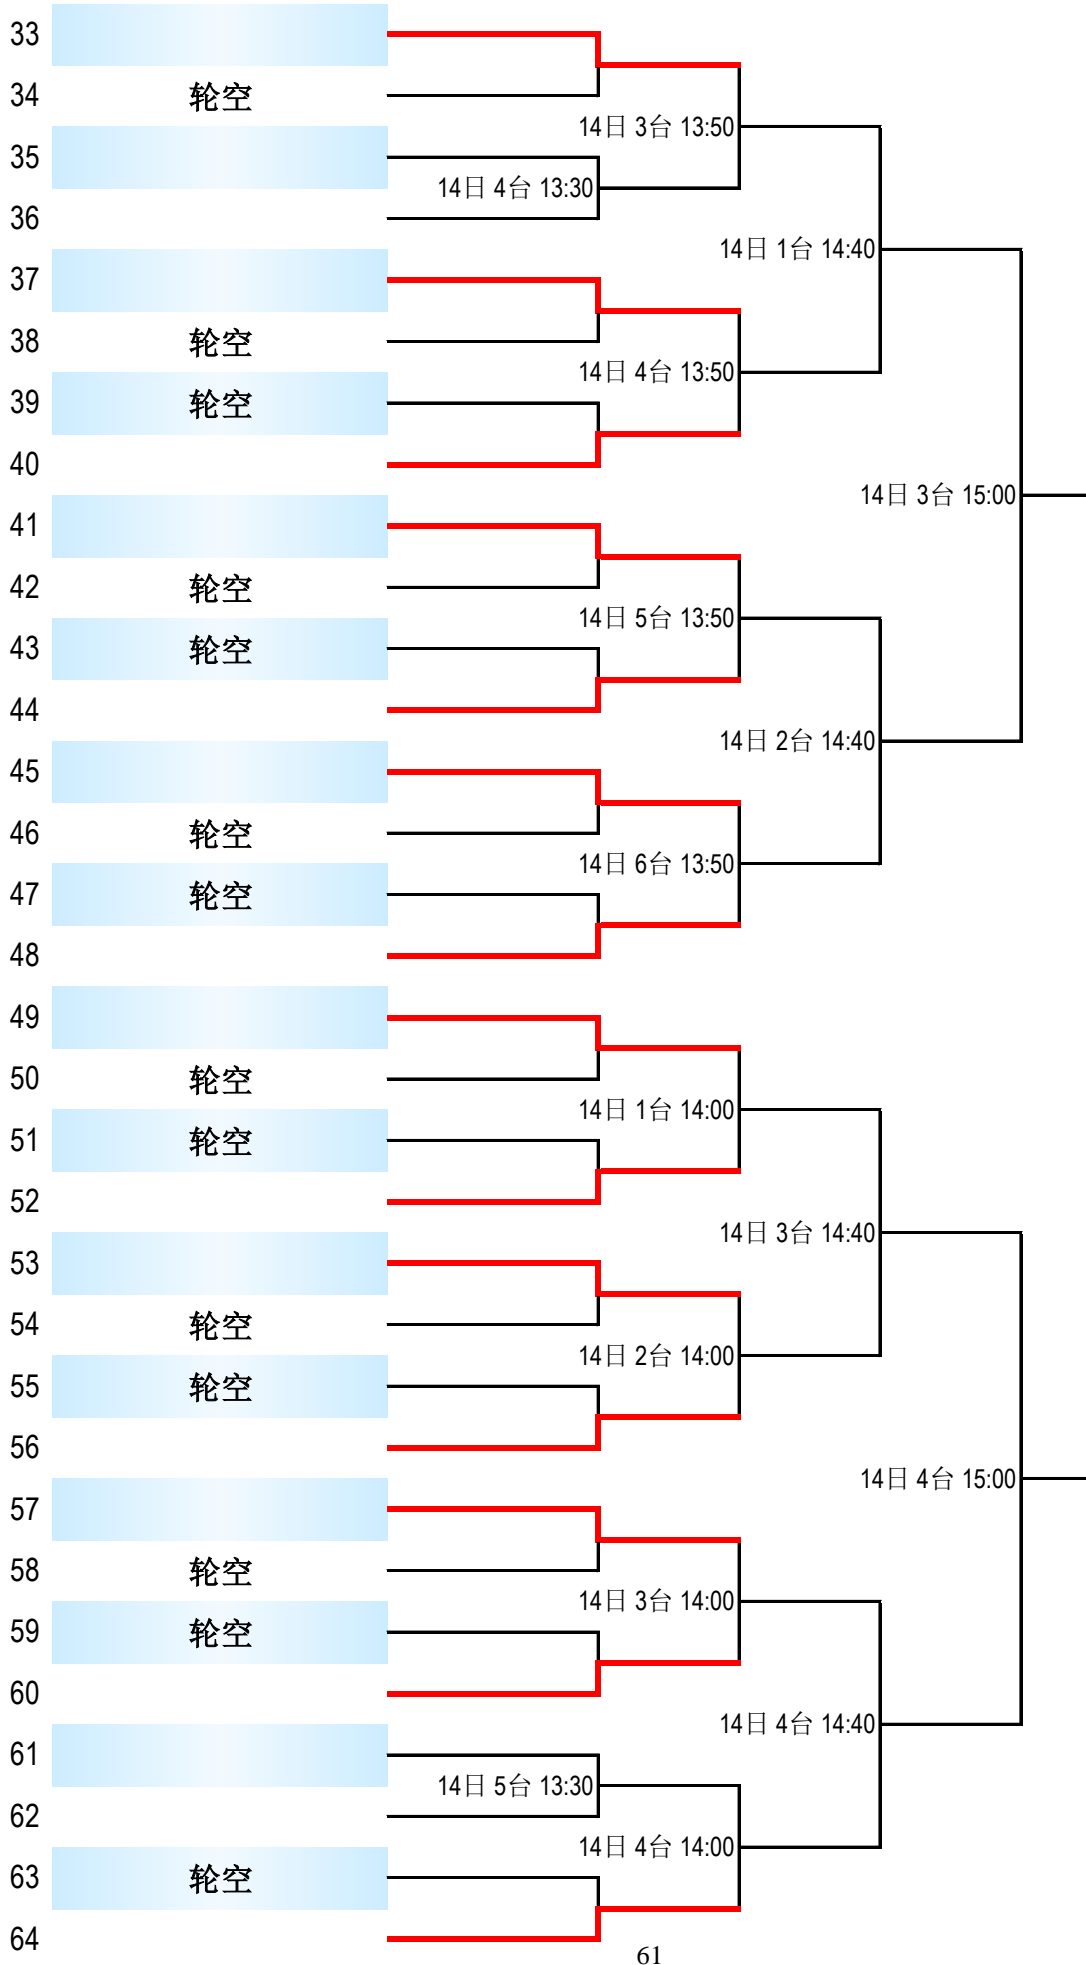 33
34 轮空
14日 3台 13:50
35
14日 4台 13:30
36
14日 1台 14:40
37
38 轮空
14日 4台 13:50
39 轮空
40
14日 3台 15:00
41
42 轮空
14日 5台 13:50
43 轮空
44
14日 2台 14:40
45
46 轮空
14日 6台 13:50
47 轮空
48
49
50 轮空
14日 1台 14:00
51 轮空
52
14日 3台 14:40
53
54 轮空
14日 2台 14:00
55 轮空
56
14日 4台 15:00
57
58 轮空
14日 3台 14:00
59 轮空
60
14日 4台 14:40
61
14日 5台 13:30
62
14日 4台 14:00
63 轮空
64
61